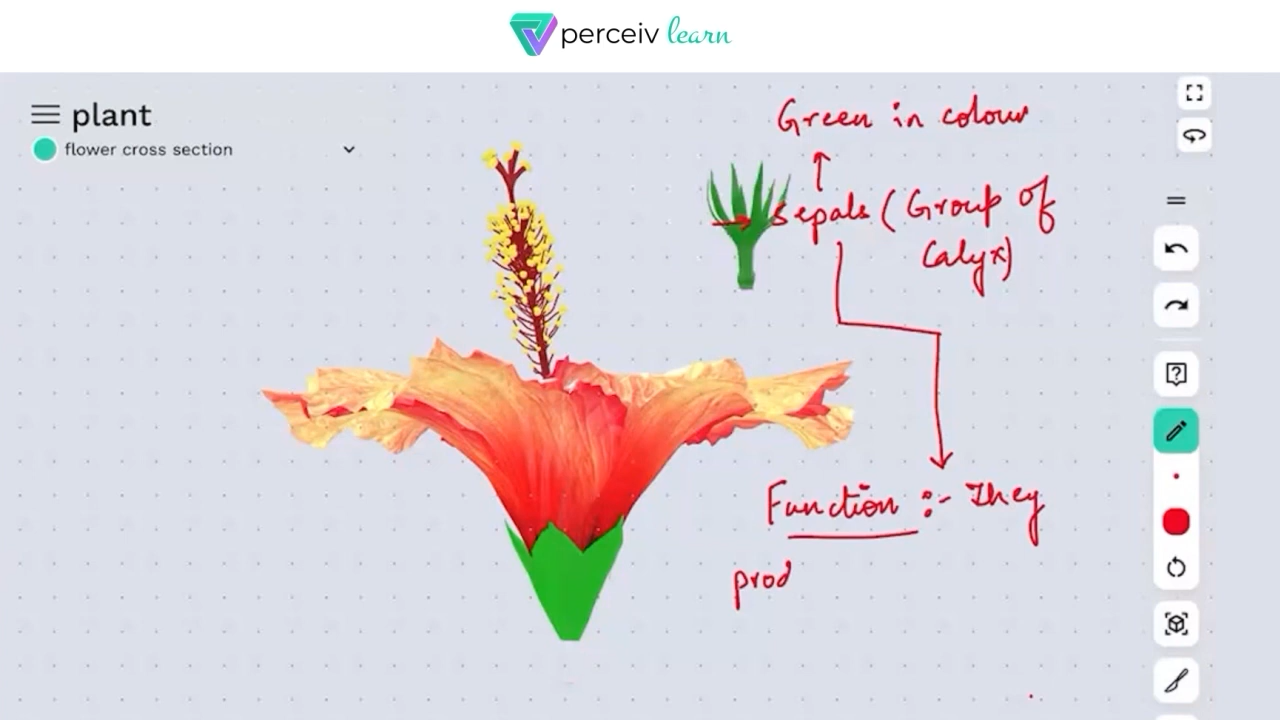 perceiv learn
plant
flower cross section
Green in colour
sepals (Group of
Calyx)
Function :- They
prod